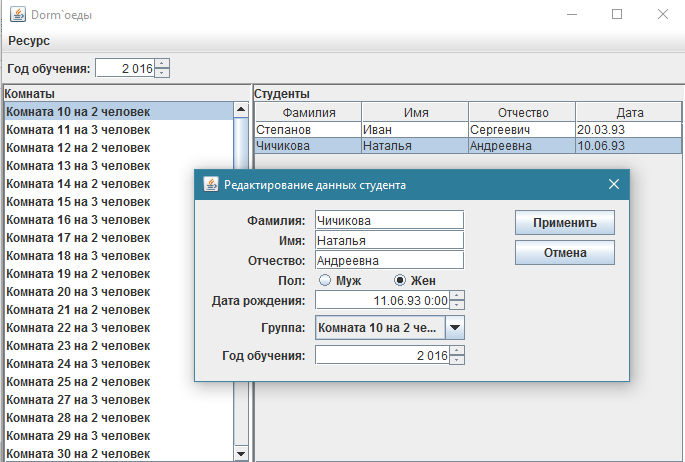 Dorm`оеды
Ресурс
Год обучения: 2 016
Комнаты
Комната 10 на 2 человек
Комната 11 на 3 человек
Комната 12 на 2 человек
Комната 13 на 3 человек
Комната 14 на 2 человек
Комната 15 на 3 человек
Комната 16 на 3 человек
Комната 17 на 2 человек
Комната 18 на 3 человек
Комната 19 на 2 человек
Комната 20 на 3 человек
Комната 21 на 2 человек
Комната 22 на 3 человек
Комната 23 на 2 человек
Комната 24 на 3 человек
Комната 25 на 2 человек
Комната 27 на 3 человек
Комната 28 на 2 человек
Комната 29 на 3 человек
Комната 30 на 2 человек
Студенты
Фамилия Имя Отчество Дата
Степанов Иван Сергеевич 20.03.93
Чичикова Наталья Андреевна 10.06.93
Редактирование данных студента
Фамилия: Чичикова
Имя: Наталья
Отчество: Андреевна
Пол: Муж Жен
Дата рождения: 11.06.93 0:00
Группа: Комната 10 на 2 че...
Год обучения: 2 016
Применить
Отмена